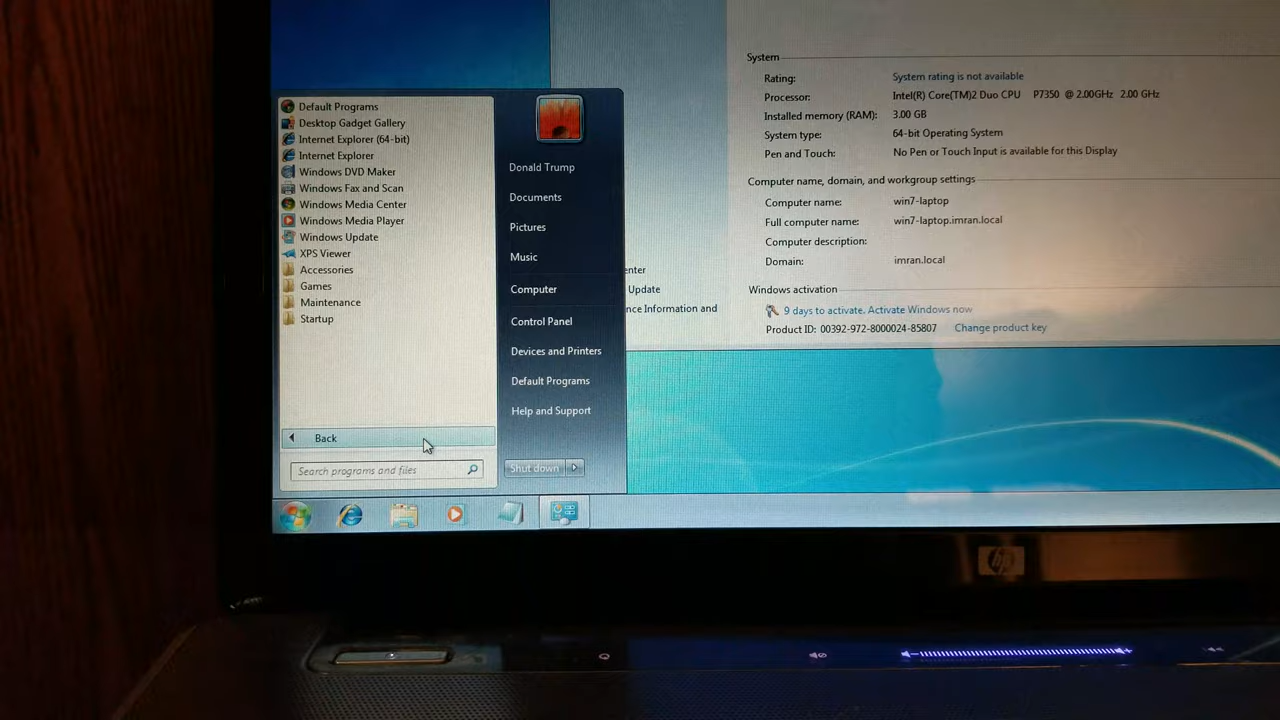 Default Programs
Desktop Gadget Gallery
Internet Explorer (64-bit)
Internet Explorer
Windows DVD Maker
Windows Fax and Scan
Windows Media Center
Windows Media Player
Windows Update
XPS Viewer
Accessories
Games
Maintenance
Startup
Back
Search programs and files
Donald Trump
Documents
Pictures
Music
Computer
Control Panel
Devices and Printers
Default Programs
Help and Support
Shut down
enter
Update
nce Information and
System
Rating: System rating is not available
Processor: Intel(R) Core(TM)2 Duo CPU P7350 @ 2.00GHz 2.00 GHz
Installed memory (RAM): 3.00 GB
System type: 64-bit Operating System
Pen and Touch: No Pen or Touch Input is available for this Display
Computer name, domain, and workgroup settings
Computer name: win7-laptop
Full computer name: win7-laptop.imran.local
Computer description:
Domain: imran.local
Windows activation
9 days to activate. Activate Windows now
Product ID: 00392-972-8000024-85807 Change product key
hp